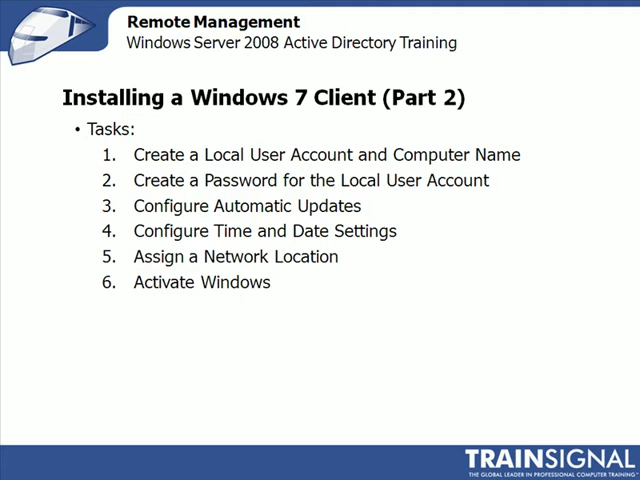 Remote Management
Windows Server 2008 Active Directory Training
Installing a Windows 7 Client (Part 2)
• Tasks:
1. Create a Local User Account and Computer Name
2. Create a Password for the Local User Account
3. Configure Automatic Updates
4. Configure Time and Date Settings
5. Assign a Network Location
6. Activate Windows
TRAINSIGNAL
THE GLOBAL LEADER IN PROFESSIONAL COMPUTER TRAINING